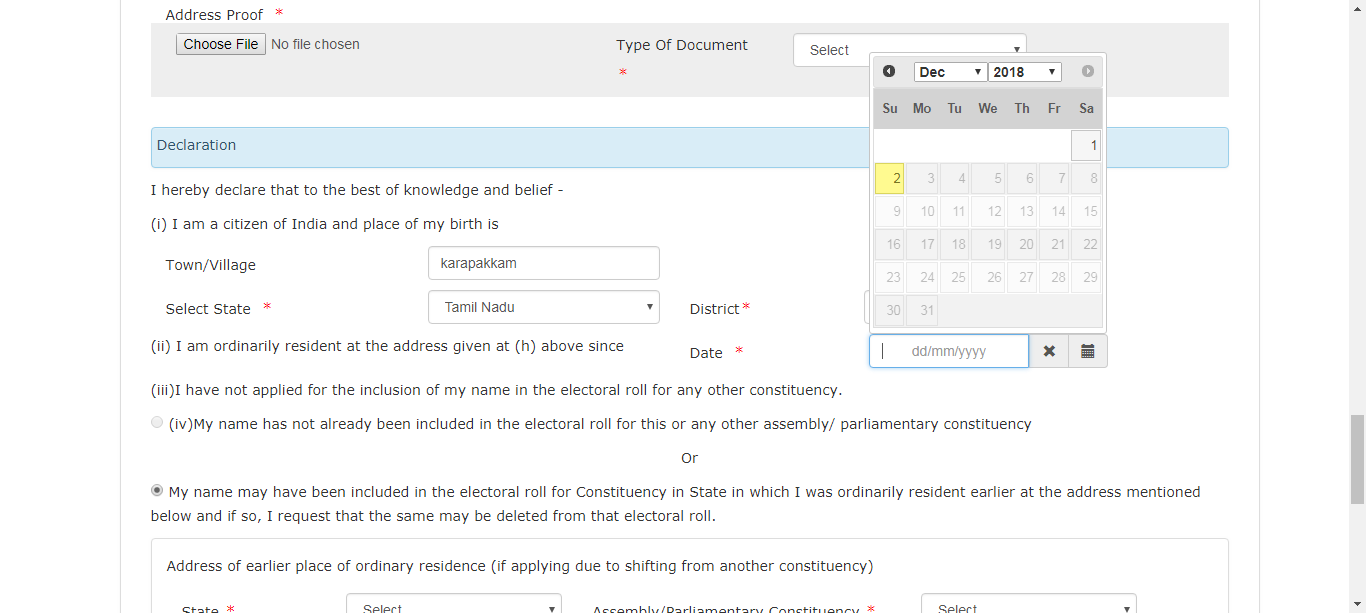 Address Proof *
Choose File No file chosen
Type Of Document *
Select
Dec 2018
Su Mo Tu We Th Fr Sa
1
2 3 4 5 6 7 8
9 10 11 12 13 14 15
16 17 18 19 20 21 22
23 24 25 26 27 28 29
30 31
Declaration
I hereby declare that to the best of knowledge and belief -
(i) I am a citizen of India and place of my birth is
Town/Village karapakkam
Select State * Tamil Nadu District*
(ii) I am ordinarily resident at the address given at (h) above since
Date * dd/mm/yyyy
(iii)I have not applied for the inclusion of my name in the electoral roll for any other constituency.
(iv)My name has not already been included in the electoral roll for this or any other assembly/ parliamentary constituency
Or
My name may have been included in the electoral roll for Constituency in State in which I was ordinarily resident earlier at the address mentioned
below and if so, I request that the same may be deleted from that electoral roll.
Address of earlier place of ordinary residence (if applying due to shifting from another constituency)
State * Select Assembly/Parliamentary Constituency * Select